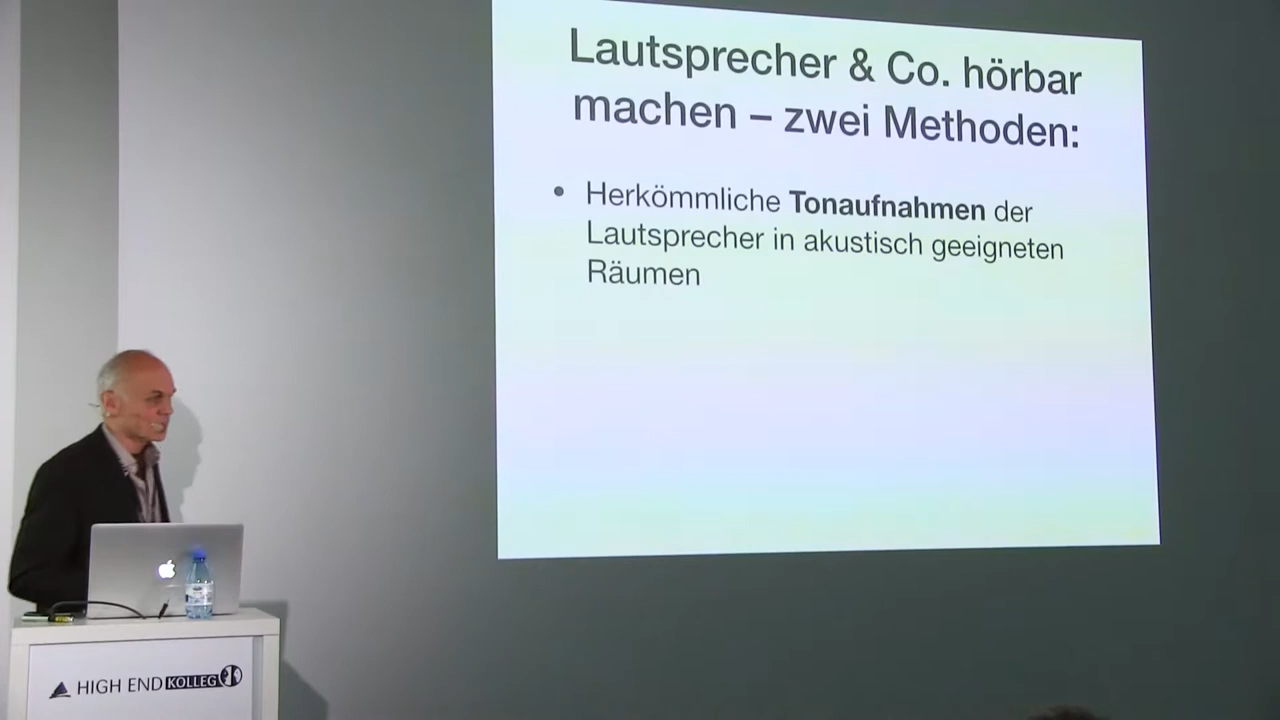 Lautsprecher & Co. hörbar
machen – zwei Methoden:
• Herkömmliche Tonaufnahmen der
Lautsprecher in akustisch geeigneten
Räumen
HIGH END KOLLEG